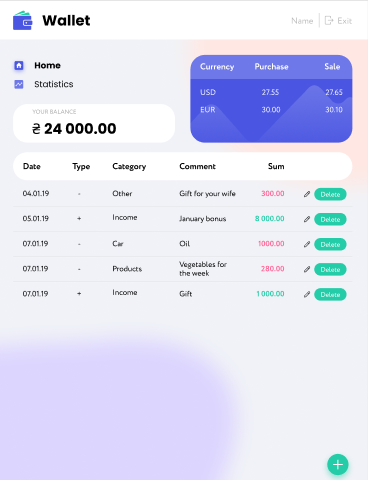 Wallet
Name Exit
Home
Statistics
YOUR BALANCE
₴ 24 000.00
Currency Purchase Sale
USD 27.55 27.65
EUR 30.00 30.10
Date Type Category Comment Sum
04.01.19 - Other Gift for your wife 300.00 Delete
05.01.19 + Income January bonus 8 000.00 Delete
07.01.19 - Car Oil 1000.00 Delete
07.01.19 - Products Vegetables for
the week 280.00 Delete
07.01.19 + Income Gift 1 000.00 Delete